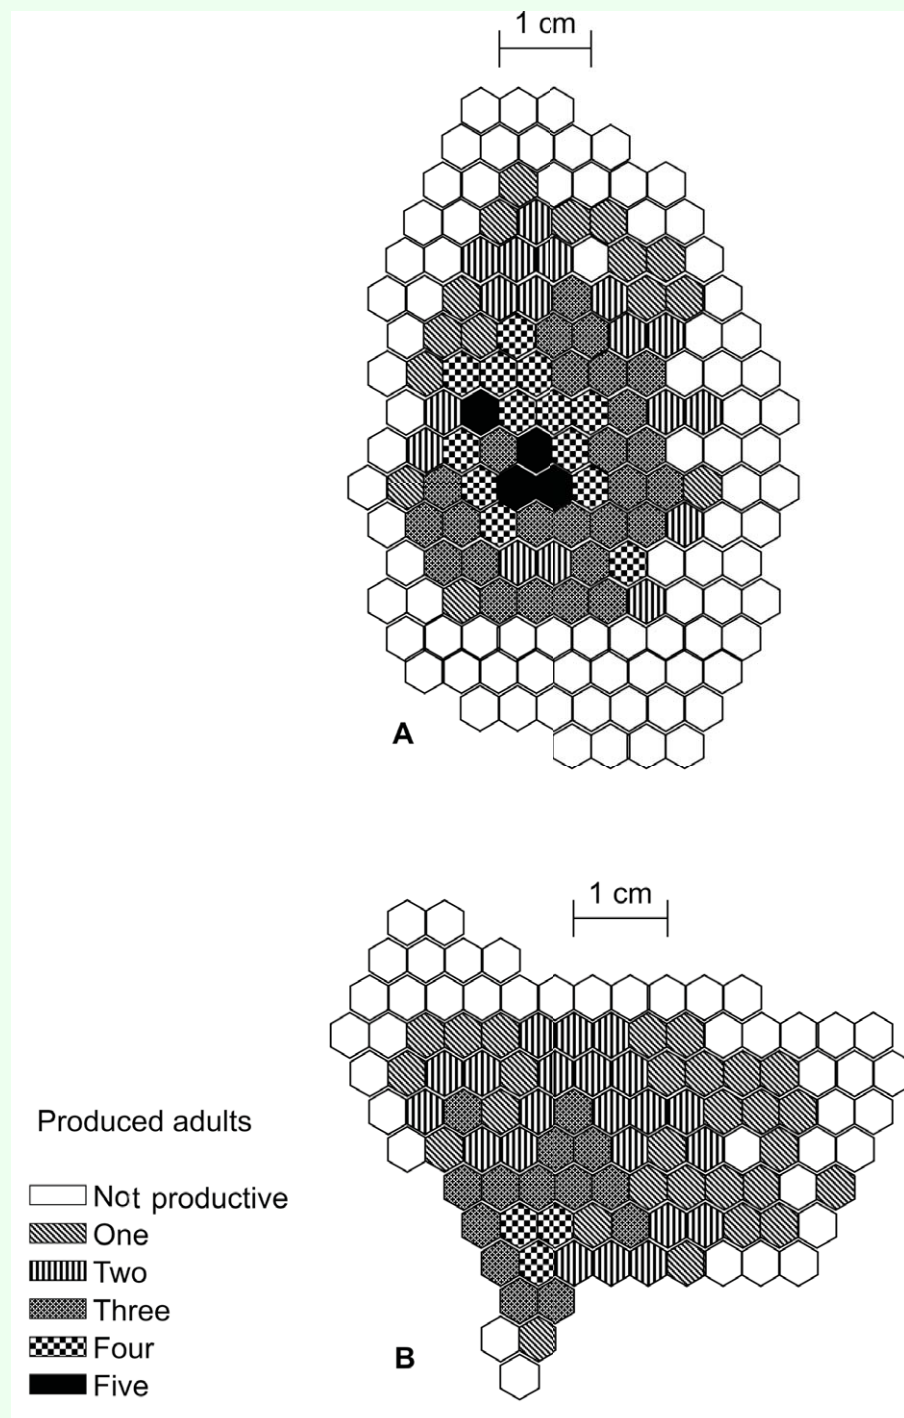 1 cm
A
1 cm
Produced adults
Not productive
One
Two
Three
Four
Five
B